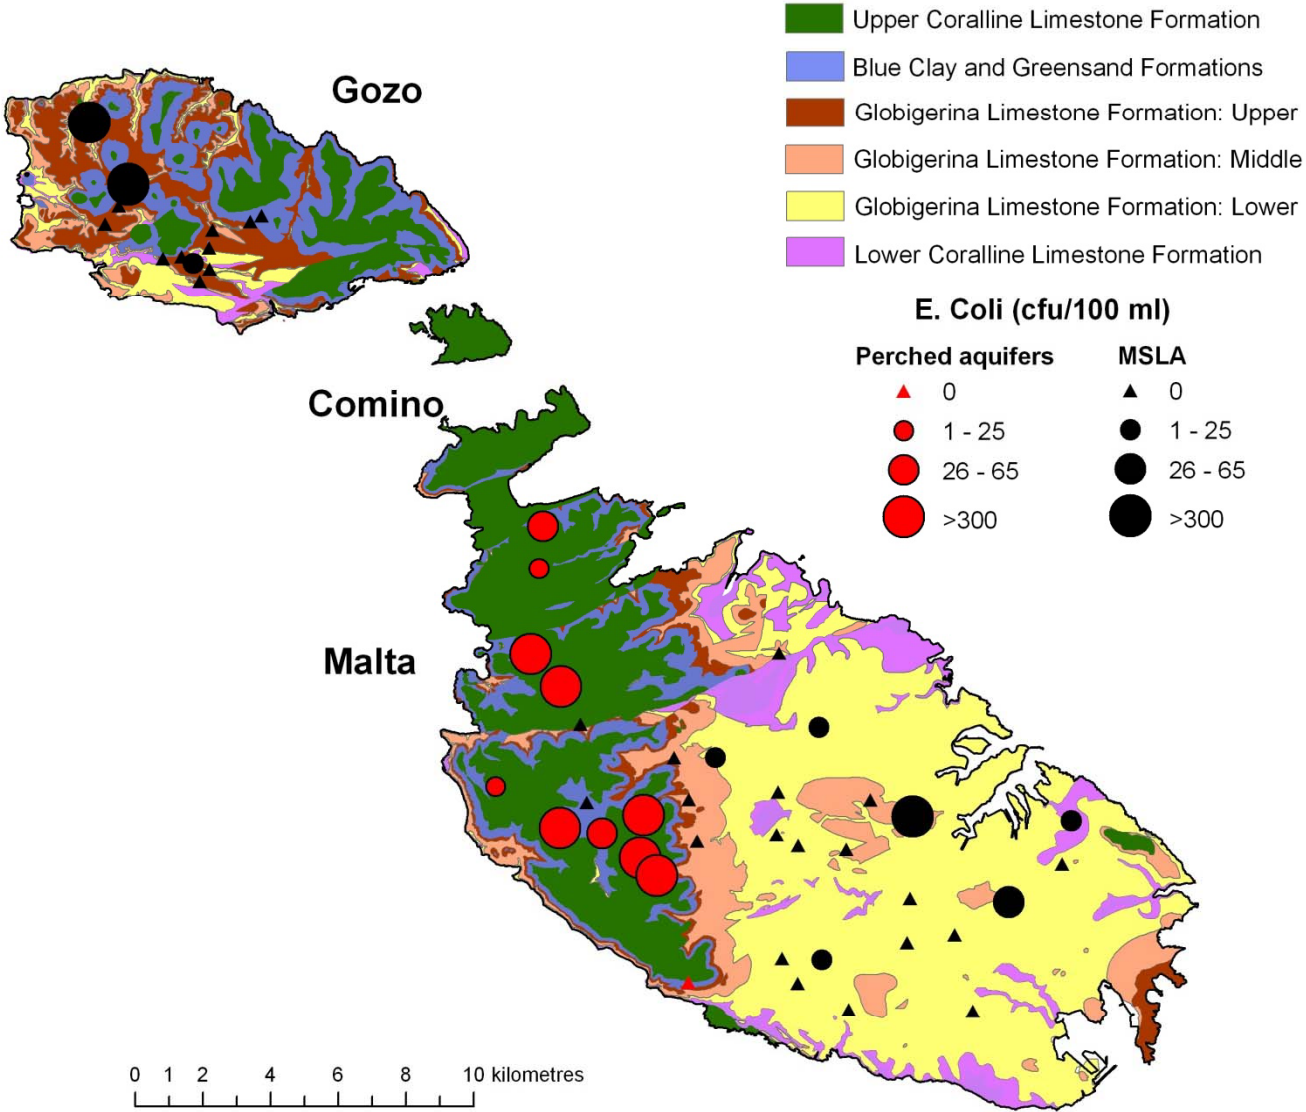 Upper Coralline Limestone Formation
Blue Clay and Greensand Formations
Globigerina Limestone Formation: Upper
Globigerina Limestone Formation: Middle
Globigerina Limestone Formation: Lower
Lower Coralline Limestone Formation
E. Coli (cfu/100 ml)
Perched aquifers MSLA
0 0
1 - 25 1 - 25
26 - 65 26 - 65
>300 >300
Gozo
Comino
Malta
0 1 2 4 6 8 10 kilometres